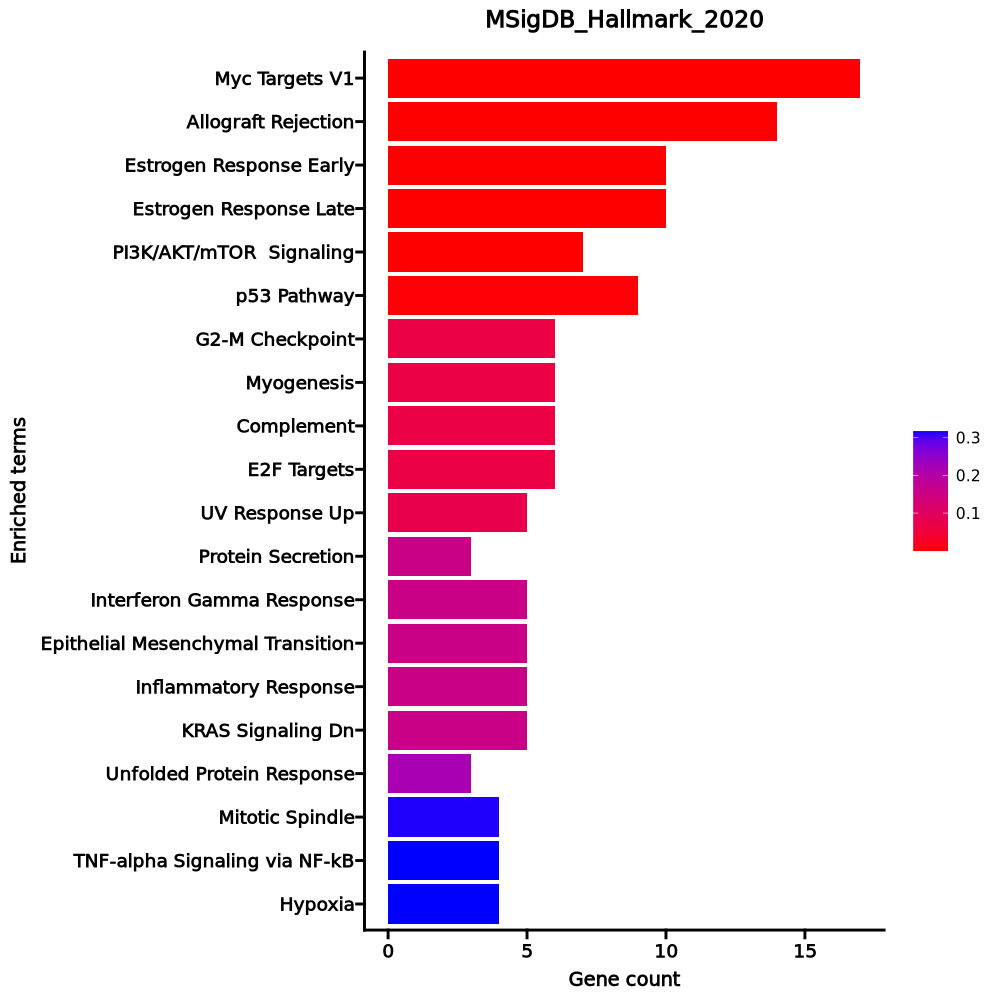 MSigDB_Hallmark_2020
Myc Targets V1
Allograft Rejection
Estrogen Response Early
Estrogen Response Late
PI3K/AKT/mTOR  Signaling
p53 Pathway
G2-M Checkpoint
Myogenesis
Complement
E2F Targets
UV Response Up
Protein Secretion
Interferon Gamma Response
Epithelial Mesenchymal Transition
Inflammatory Response
KRAS Signaling Dn
Unfolded Protein Response
Mitotic Spindle
TNF-alpha Signaling via NF-kB
Hypoxia
Enriched terms
0 5 10 15
Gene count
0.3
0.2
0.1